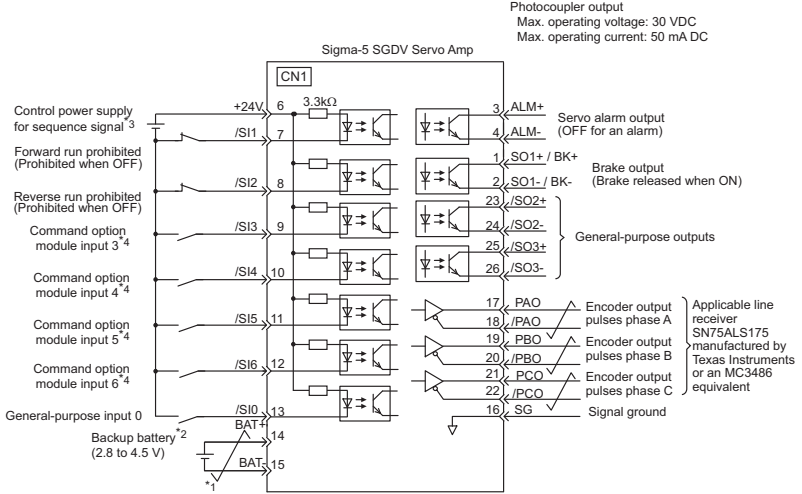 Photocoupler output
Max. operating voltage: 30 VDC
Max. operating current: 50 mA DC
Sigma-5 SGDV Servo Amp
CN1
Control power supply
for sequence signal*3
+24V
6
3.3kΩ
/SI1
7
Forward run prohibited
(Prohibited when OFF)
/SI2
8
Reverse run prohibited
(Prohibited when OFF)
/SI3
9
Command option
module input 3*4
/SI4
10
Command option
module input 4*4
/SI5
11
Command option
module input 5*4
/SI6
12
Command option
module input 6*4
/SI0
13
General-purpose input 0
BAT+
14
Backup battery*2
(2.8 to 4.5 V)
BAT-
15
*1
3
ALM+
4
ALM-
Servo alarm output
(OFF for an alarm)
1
SO1+ / BK+
2
SO1- / BK-
Brake output
(Brake released when ON)
23
/SO2+
24
/SO2-
25
/SO3+
26
/SO3-
General-purpose outputs
17
PAO
18
/PAO
Encoder output
pulses phase A
19
PBO
20
/PBO
Encoder output
pulses phase B
21
PCO
22
/PCO
Encoder output
pulses phase C
16
SG
Signal ground
Applicable line
receiver
SN75ALS175
manufactured by
Texas Instruments
or an MC3486
equivalent